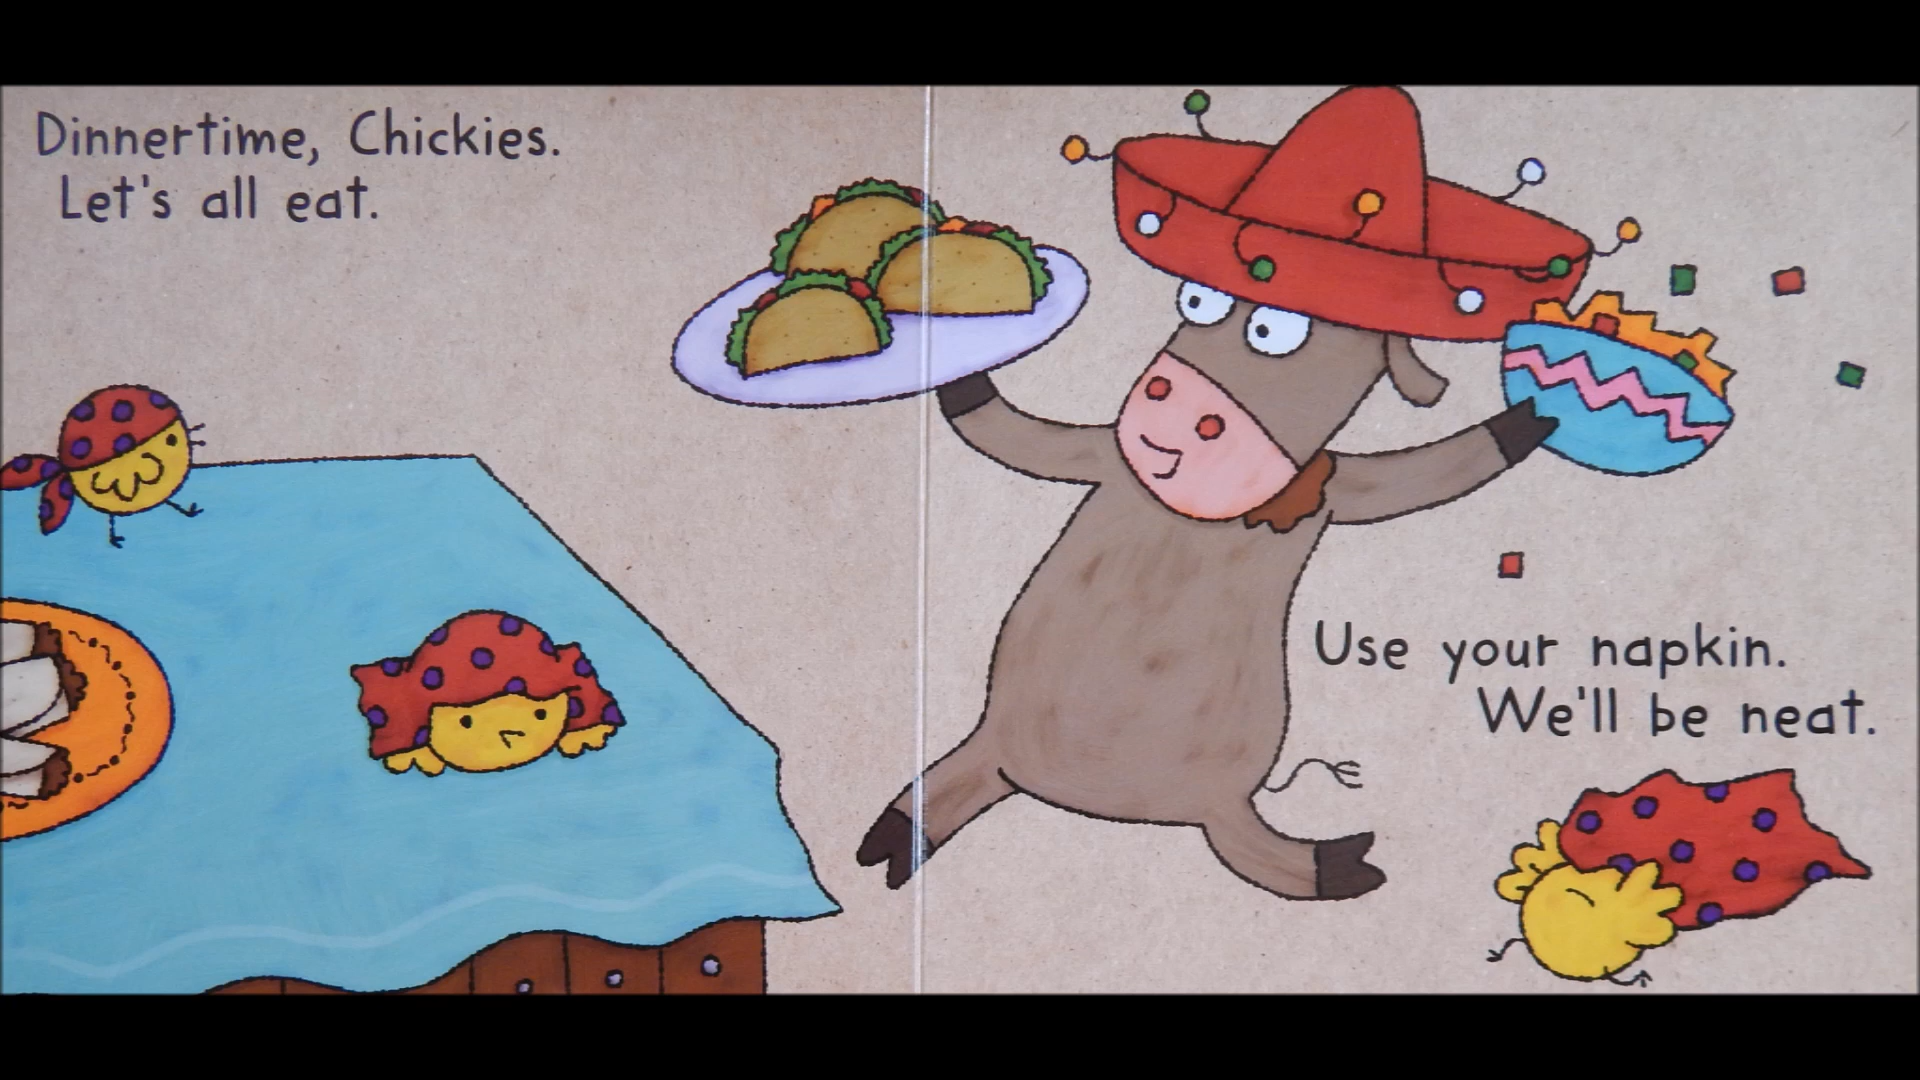 Dinnertime, Chickies.
Let's all eat.
Use your napkin.
We'll be neat.